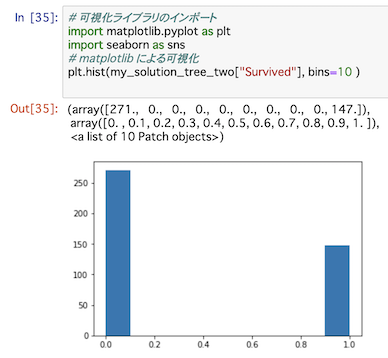 In [35]:
# 可視化ライブラリのインポート
import matplotlib.pyplot as plt
import seaborn as sns
# matplotlib による可視化
plt.hist(my_solution_tree_two["Survived"], bins=10 )
Out[35]:
(array([271., 0., 0., 0., 0., 0., 0., 0., 0., 147.]),
array([0. , 0.1, 0.2, 0.3, 0.4, 0.5, 0.6, 0.7, 0.8, 0.9, 1. ]),
<a list of 10 Patch objects>)
250
200
150
100
50
0
0.0 0.2 0.4 0.6 0.8 1.0